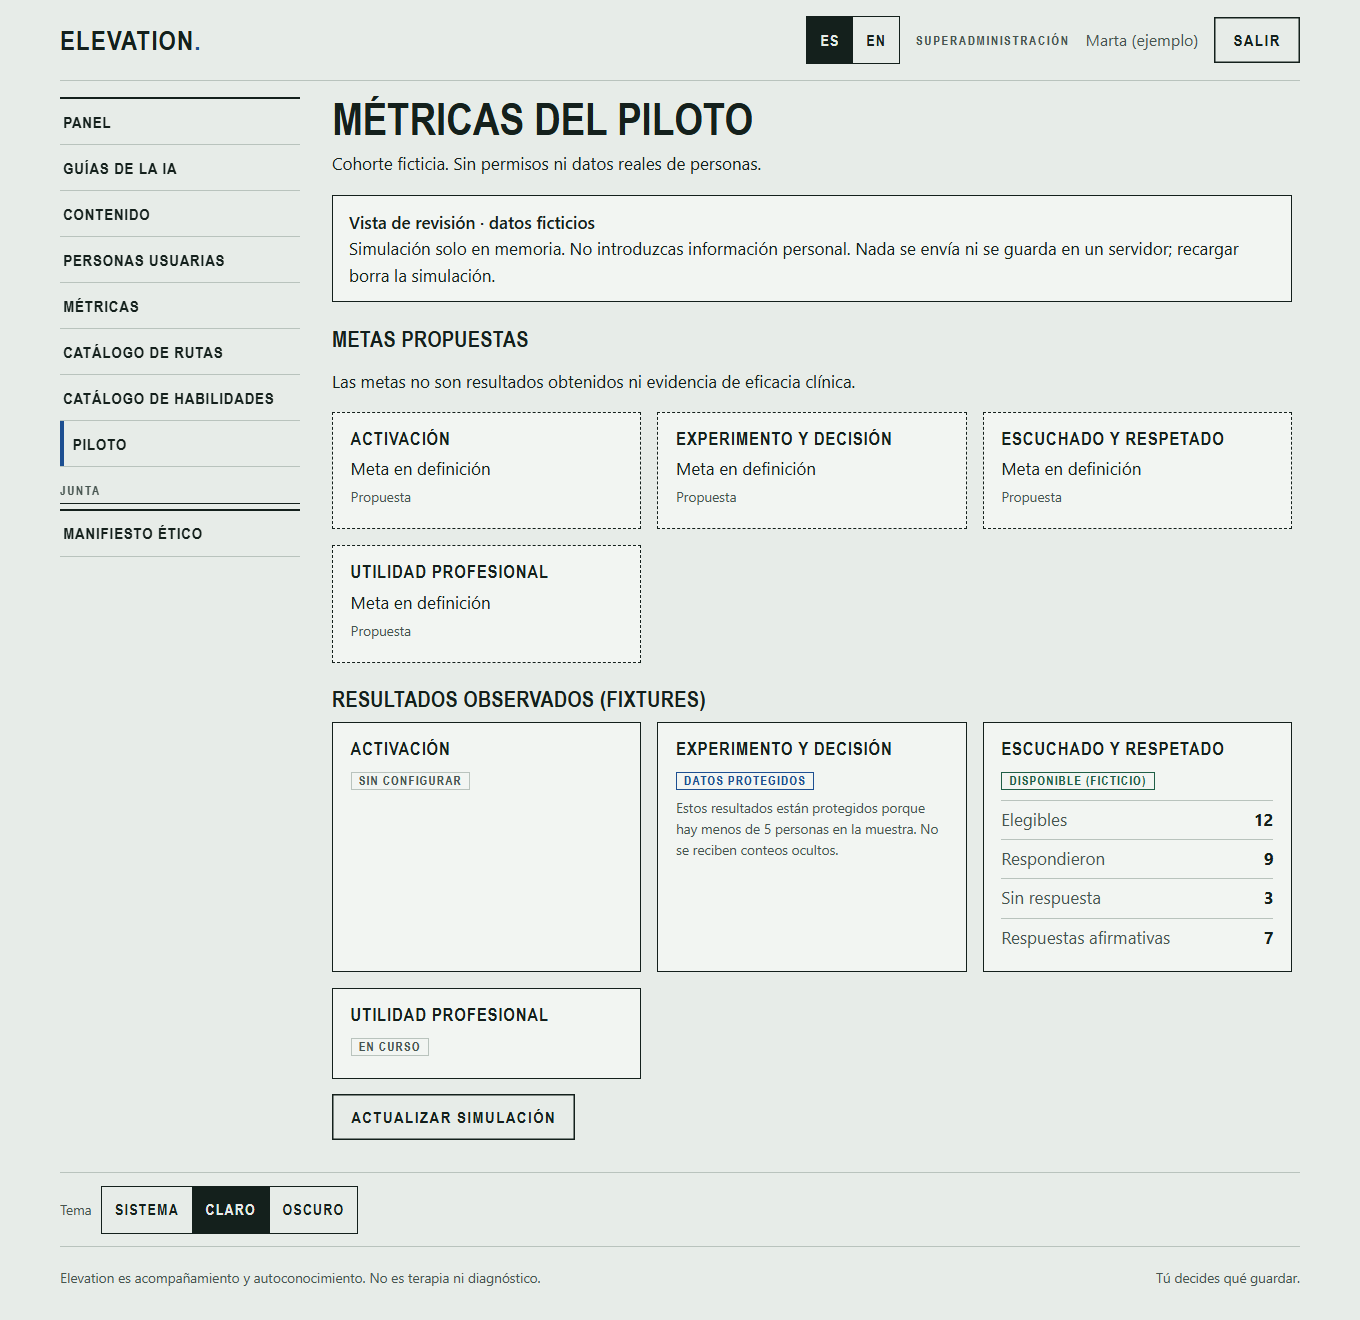 ELEVATION.
ES EN SUPERADMINISTRACIÓN Marta (ejemplo) SALIR
PANEL
GUÍAS DE LA IA
CONTENIDO
PERSONAS USUARIAS
MÉTRICAS
CATÁLOGO DE RUTAS
CATÁLOGO DE HABILIDADES
PILOTO
JUNTA
MANIFIESTO ÉTICO
MÉTRICAS DEL PILOTO
Cohorte ficticia. Sin permisos ni datos reales de personas.
Vista de revisión · datos ficticios
Simulación solo en memoria. No introduzcas información personal. Nada se envía ni se guarda en un servidor; recargar
borra la simulación.
METAS PROPUESTAS
Las metas no son resultados obtenidos ni evidencia de eficacia clínica.
ACTIVACIÓN
Meta en definición
Propuesta
EXPERIMENTO Y DECISIÓN
Meta en definición
Propuesta
ESCUCHADO Y RESPETADO
Meta en definición
Propuesta
UTILIDAD PROFESIONAL
Meta en definición
Propuesta
RESULTADOS OBSERVADOS (FIXTURES)
ACTIVACIÓN
SIN CONFIGURAR
EXPERIMENTO Y DECISIÓN
DATOS PROTEGIDOS
Estos resultados están protegidos porque
hay menos de 5 personas en la muestra. No
se reciben conteos ocultos.
ESCUCHADO Y RESPETADO
DISPONIBLE (FICTICIO)
Elegibles 12
Respondieron 9
Sin respuesta 3
Respuestas afirmativas 7
UTILIDAD PROFESIONAL
EN CURSO
ACTUALIZAR SIMULACIÓN
Tema SISTEMA CLARO OSCURO
Elevation es acompañamiento y autoconocimiento. No es terapia ni diagnóstico.
Tú decides qué guardar.